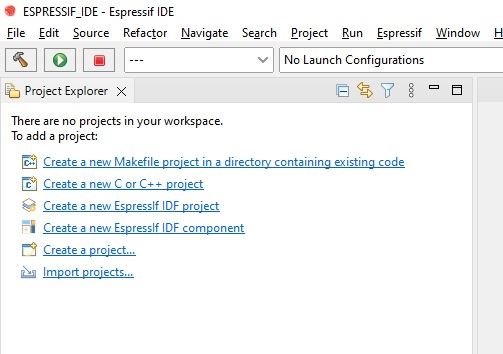 ESPRESSIF_IDE - Espressif IDE
File Edit Source Refactor Navigate Search Project Run Espressif Window H
--- No Launch Configurations
Project Explorer
There are no projects in your workspace.
To add a project:
Create a new Makefile project in a directory containing existing code
Create a new C or C++ project
Create a new EspressIf IDF project
Create a new EspressIf IDF component
Create a project...
Import projects...